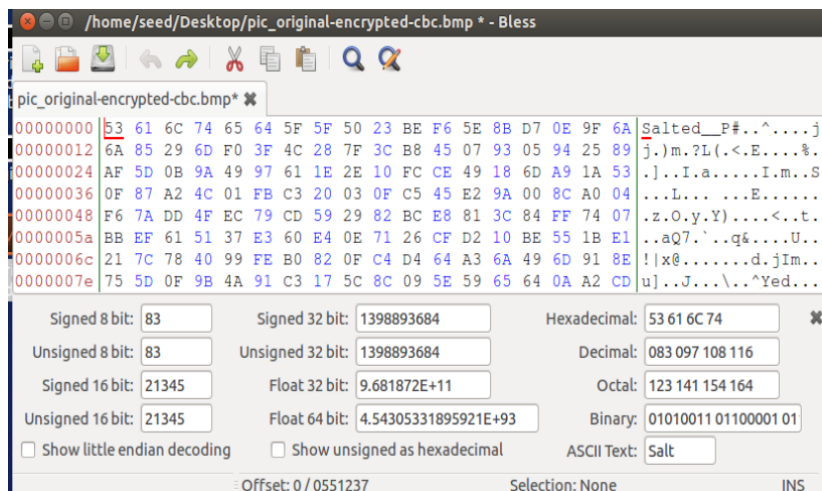 /home/seed/Desktop/pic_original-encrypted-cbc.bmp * - Bless
pic_original-encrypted-cbc.bmp*
00000000 53 61 6C 74 65 64 5F 5F 50 23 BE F6 5E 8B D7 0E 9F 6A Salted__P#..^....j
00000012 6A 85 29 6D F0 3F 4C 28 7F 3C B8 45 07 93 05 94 25 89 j.)m.?L(.<.E....%.
00000024 AF 5D 0B 9A 49 97 61 1E 2E 10 FC CE 49 18 6D A9 1A 53 .]..I.a.....I.m..S
00000036 0F 87 A2 4C 01 FB C3 20 03 0F C5 45 E2 9A 00 8C A0 04 ...L... ...E......
00000048 F6 7A DD 4F EC 79 CD 59 29 82 BC E8 81 3C 84 FF 74 07 .z.O.y.Y)....<..t.
0000005a BB EF 61 51 37 E3 60 E4 0E 71 26 CF D2 10 BE 55 1B E1 ..aQ7.`..q&....U..
0000006c 21 7C 78 40 99 FE B0 82 0F C4 D4 64 A3 6A 49 6D 91 8E !|x@.......d.jIm..
0000007e 75 5D 0F 9B 4A 91 C3 17 5C 8C 09 5E 59 65 64 0A A2 CD u]..J...\..^Yed...
Signed 8 bit: 83 Signed 32 bit: 1398893684 Hexadecimal: 53 61 6C 74
Unsigned 8 bit: 83 Unsigned 32 bit: 1398893684 Decimal: 083 097 108 116
Signed 16 bit: 21345 Float 32 bit: 9.681872E+11 Octal: 123 141 154 164
Unsigned 16 bit: 21345 Float 64 bit: 4.54305331895921E+93 Binary: 01010011 01100001 01
Show little endian decoding Show unsigned as hexadecimal ASCII Text: Salt
Offset: 0 / 0551237 Selection: None INS